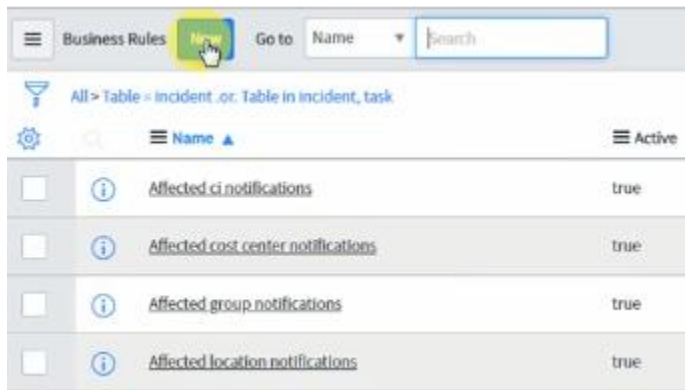 Business Rules New Go to Name Search
All > Table = incident .or. Table in incident, task
Name Active
Affected ci notifications true
Affected cost center notifications true
Affected group notifications true
Affected location notifications true